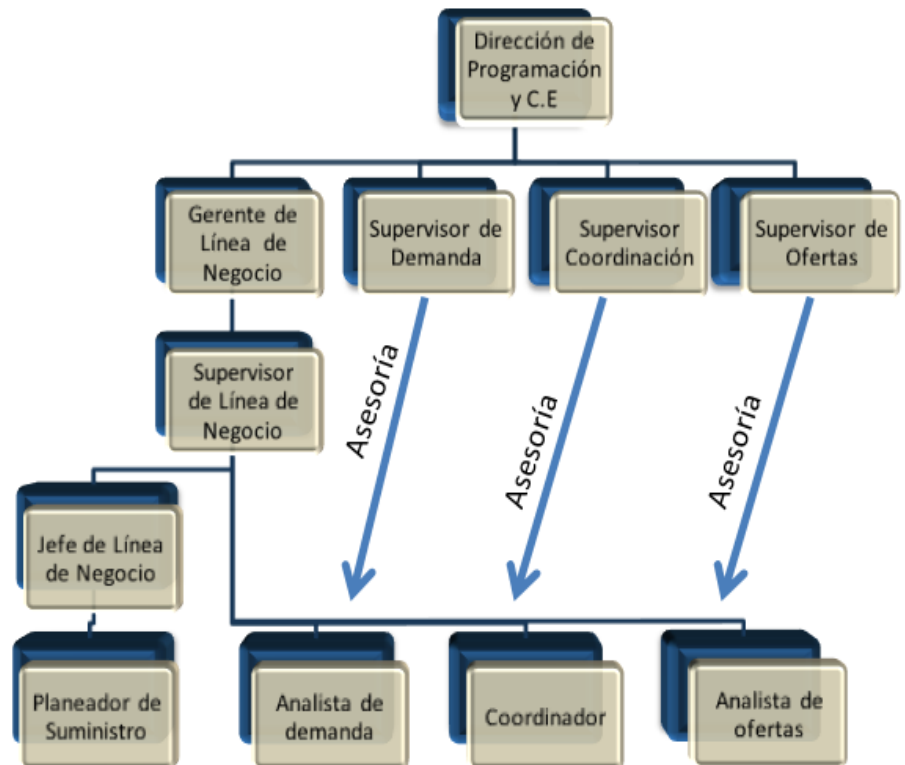 Dirección de
Programación
y C.E
Gerente de
Línea de
Negocio
Supervisor de
Demanda
Supervisor
Coordinación
Supervisor de
Ofertas
Supervisor
de Línea de
Negocio
Asesoría
Asesoría
Asesoría
Jefe de Línea
de Negocio
Planeador de
Suministro
Analista de
demanda
Coordinador
Analista de
ofertas